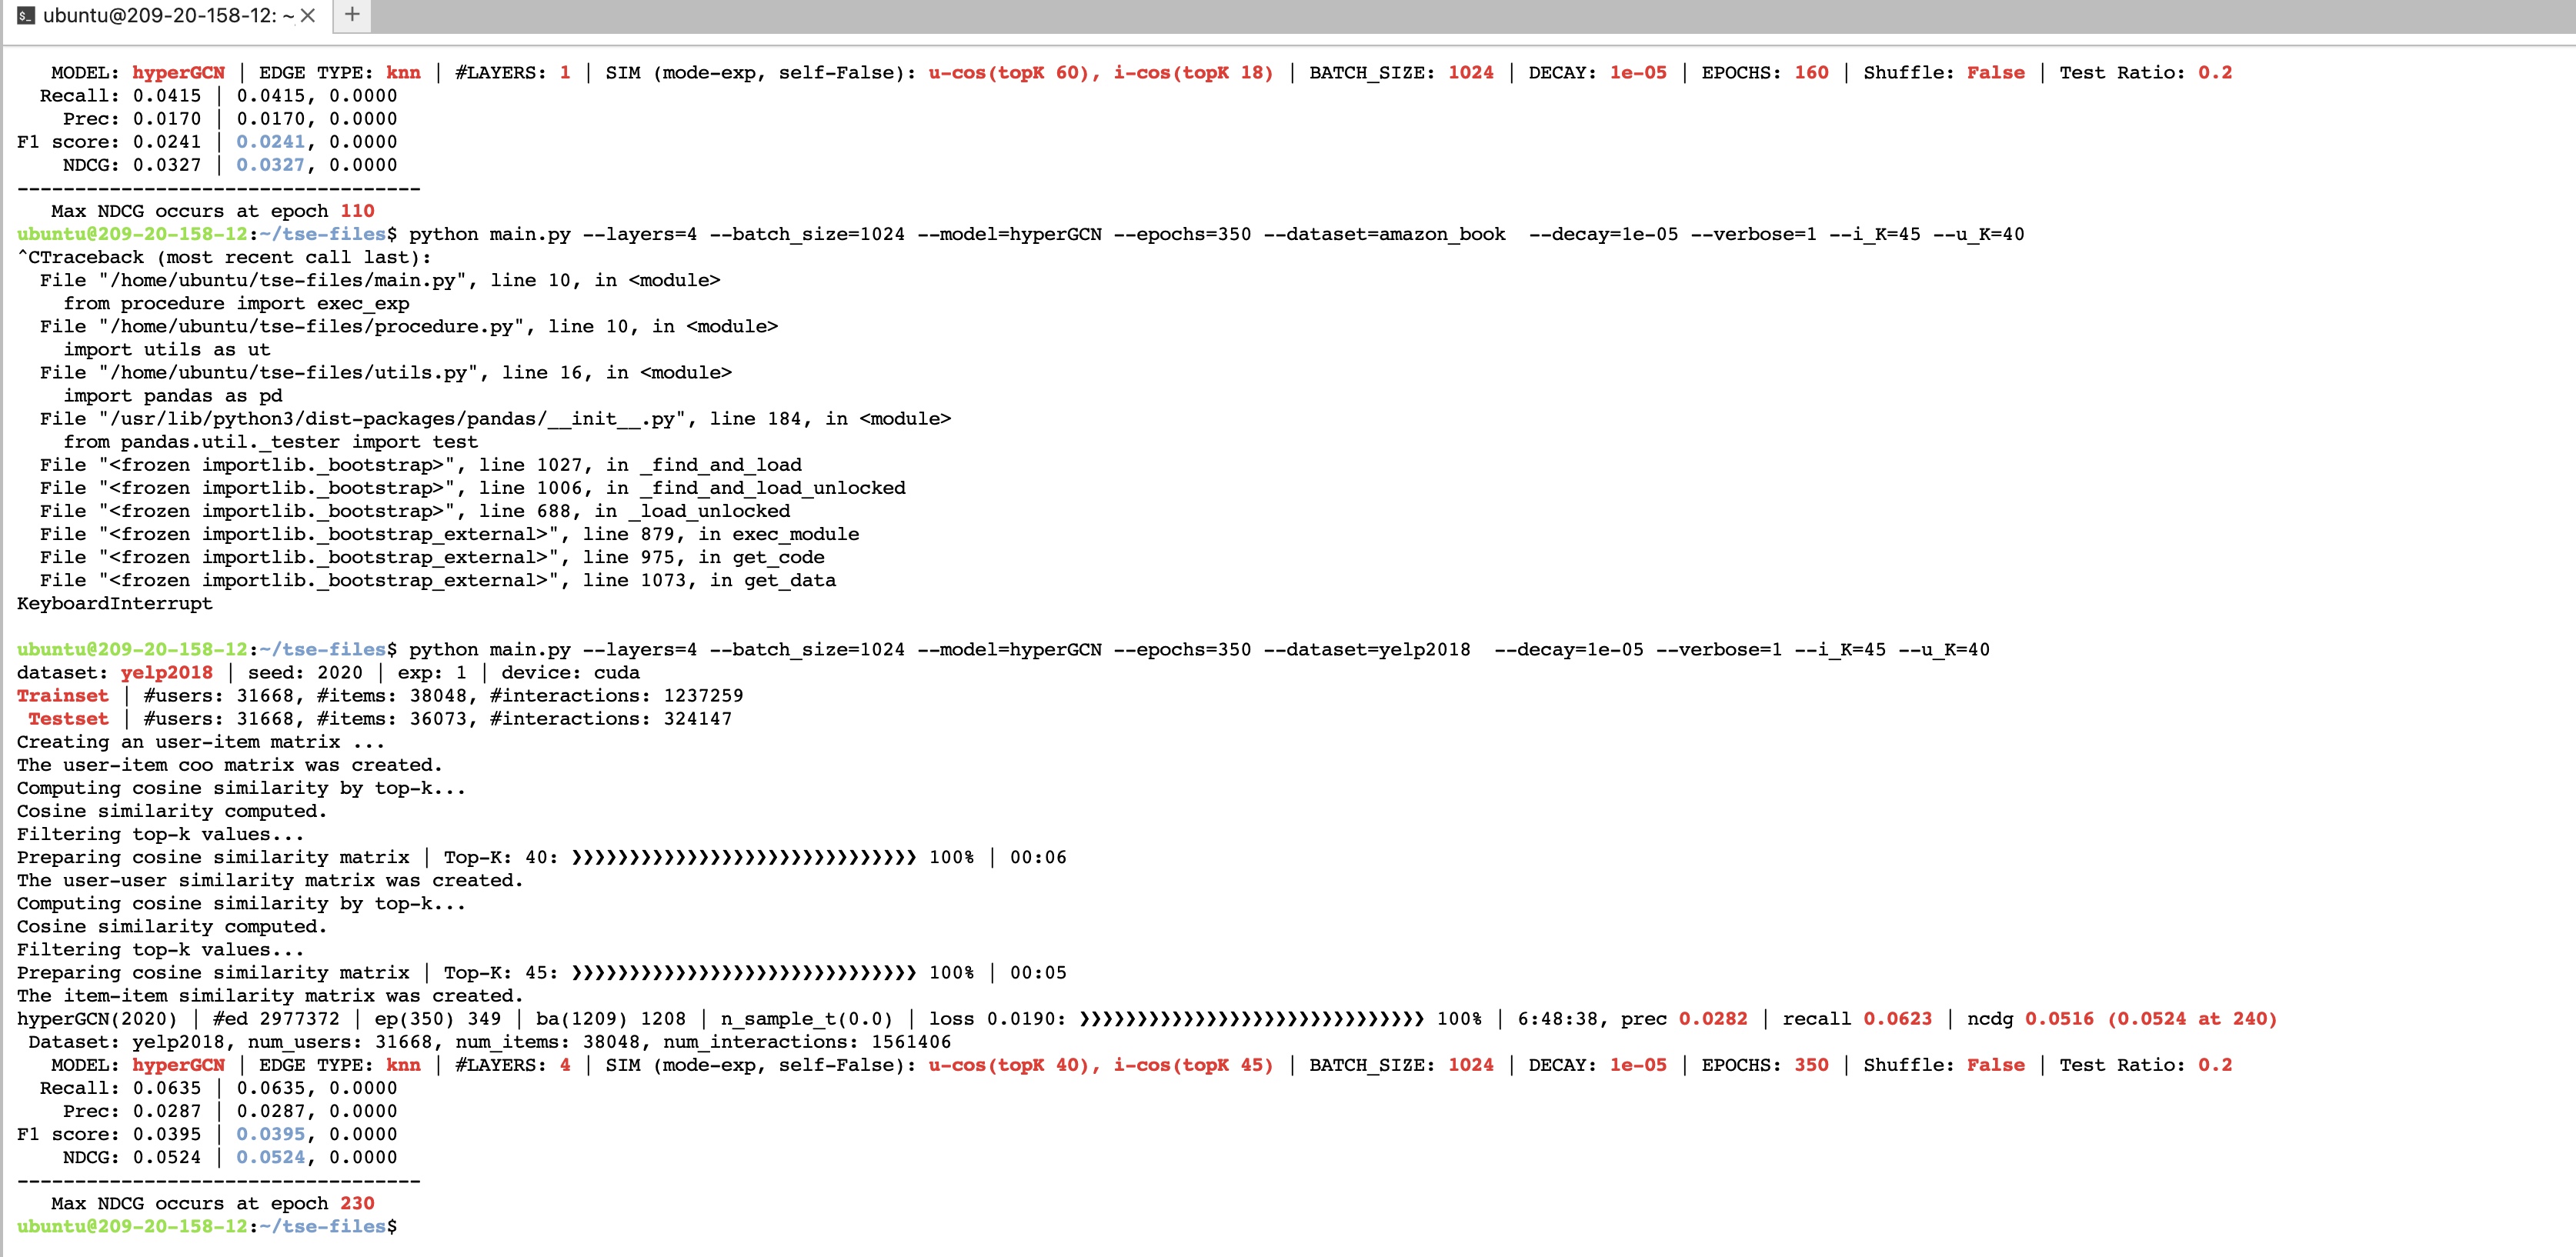 ubuntu@209-20-158-12: ~
MODEL: hyperGCN | EDGE TYPE: knn | #LAYERS: 1 | SIM (mode-exp, self-False): u-cos(topK 60), i-cos(topK 18) | BATCH_SIZE: 1024 | DECAY: 1e-05 | EPOCHS: 160 | Shuffle: False | Test Ratio: 0.2
Recall: 0.0415 | 0.0415, 0.0000
Prec: 0.0170 | 0.0170, 0.0000
F1 score: 0.0241 | 0.0241, 0.0000
NDCG: 0.0327 | 0.0327, 0.0000
-----------------------------------
Max NDCG occurs at epoch 110
ubuntu@209-20-158-12:~/tse-files$ python main.py --layers=4 --batch_size=1024 --model=hyperGCN --epochs=350 --dataset=amazon_book  --decay=1e-05 --verbose=1 --i_K=45 --u_K=40
^CTraceback (most recent call last):
File "/home/ubuntu/tse-files/main.py", line 10, in <module>
from procedure import exec_exp
File "/home/ubuntu/tse-files/procedure.py", line 10, in <module>
import utils as ut
File "/home/ubuntu/tse-files/utils.py", line 16, in <module>
import pandas as pd
File "/usr/lib/python3/dist-packages/pandas/__init__.py", line 184, in <module>
from pandas.util._tester import test
File "<frozen importlib._bootstrap>", line 1027, in _find_and_load
File "<frozen importlib._bootstrap>", line 1006, in _find_and_load_unlocked
File "<frozen importlib._bootstrap>", line 688, in _load_unlocked
File "<frozen importlib._bootstrap_external>", line 879, in exec_module
File "<frozen importlib._bootstrap_external>", line 975, in get_code
File "<frozen importlib._bootstrap_external>", line 1073, in get_data
KeyboardInterrupt
ubuntu@209-20-158-12:~/tse-files$ python main.py --layers=4 --batch_size=1024 --model=hyperGCN --epochs=350 --dataset=yelp2018  --decay=1e-05 --verbose=1 --i_K=45 --u_K=40
dataset: yelp2018 | seed: 2020 | exp: 1 | device: cuda
Trainset | #users: 31668, #items: 38048, #interactions: 1237259
Testset | #users: 31668, #items: 36073, #interactions: 324147
Creating an user-item matrix ...
The user-item coo matrix was created.
Computing cosine similarity by top-k...
Cosine similarity computed.
Filtering top-k values...
Preparing cosine similarity matrix | Top-K: 40: ❯❯❯❯❯❯❯❯❯❯❯❯❯❯❯❯❯❯❯❯❯❯❯❯❯❯❯❯❯❯ 100% | 00:06
The user-user similarity matrix was created.
Computing cosine similarity by top-k...
Cosine similarity computed.
Filtering top-k values...
Preparing cosine similarity matrix | Top-K: 45: ❯❯❯❯❯❯❯❯❯❯❯❯❯❯❯❯❯❯❯❯❯❯❯❯❯❯❯❯❯❯ 100% | 00:05
The item-item similarity matrix was created.
hyperGCN(2020) | #ed 2977372 | ep(350) 349 | ba(1209) 1208 | n_sample_t(0.0) | loss 0.0190: ❯❯❯❯❯❯❯❯❯❯❯❯❯❯❯❯❯❯❯❯❯❯❯❯❯❯❯❯❯❯ 100% | 6:48:38, prec 0.0282 | recall 0.0623 | ncdg 0.0516 (0.0524 at 240)
Dataset: yelp2018, num_users: 31668, num_items: 38048, num_interactions: 1561406
MODEL: hyperGCN | EDGE TYPE: knn | #LAYERS: 4 | SIM (mode-exp, self-False): u-cos(topK 40), i-cos(topK 45) | BATCH_SIZE: 1024 | DECAY: 1e-05 | EPOCHS: 350 | Shuffle: False | Test Ratio: 0.2
Recall: 0.0635 | 0.0635, 0.0000
Prec: 0.0287 | 0.0287, 0.0000
F1 score: 0.0395 | 0.0395, 0.0000
NDCG: 0.0524 | 0.0524, 0.0000
-----------------------------------
Max NDCG occurs at epoch 230
ubuntu@209-20-158-12:~/tse-files$